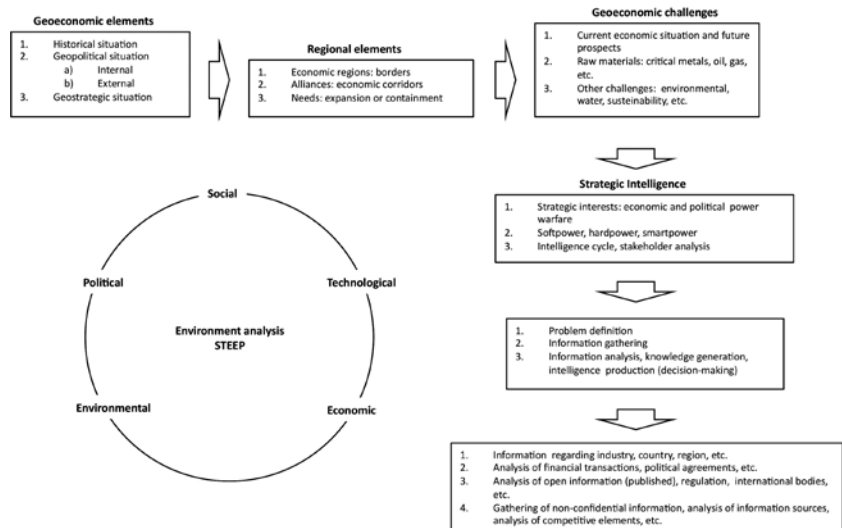 Geoeconomic elements
1. Historical situation
2. Geopolitical situation
a) Internal
b) External
3. Geostrategic situation
Regional elements
1. Economic regions: borders
2. Alliances: economic corridors
3. Needs: expansion or containment
Geoeconomic challenges
1. Current economic situation and future
prospects
2. Raw materials: critical metals, oil, gas,
etc.
3. Other challenges: environmental,
water, susteinability, etc.
Strategic Intelligence
1. Strategic interests: economic and political power
warfare
2. Softpower, hardpower, smartpower
3. Intelligence cycle, stakeholder analysis
1. Problem definition
2. Information gathering
3. Information analysis, knowledge generation,
intelligence production (decision-making)
1. Information regarding industry, country, region, etc.
2. Analysis of financial transactions, political agreements, etc.
3. Analysis of open information (published), regulation, international bodies,
etc.
4. Gathering of non-confidential information, analysis of information sources,
analysis of competitive elements, etc.
Social
Political
Technological
Environment analysis
STEEP
Environmental
Economic